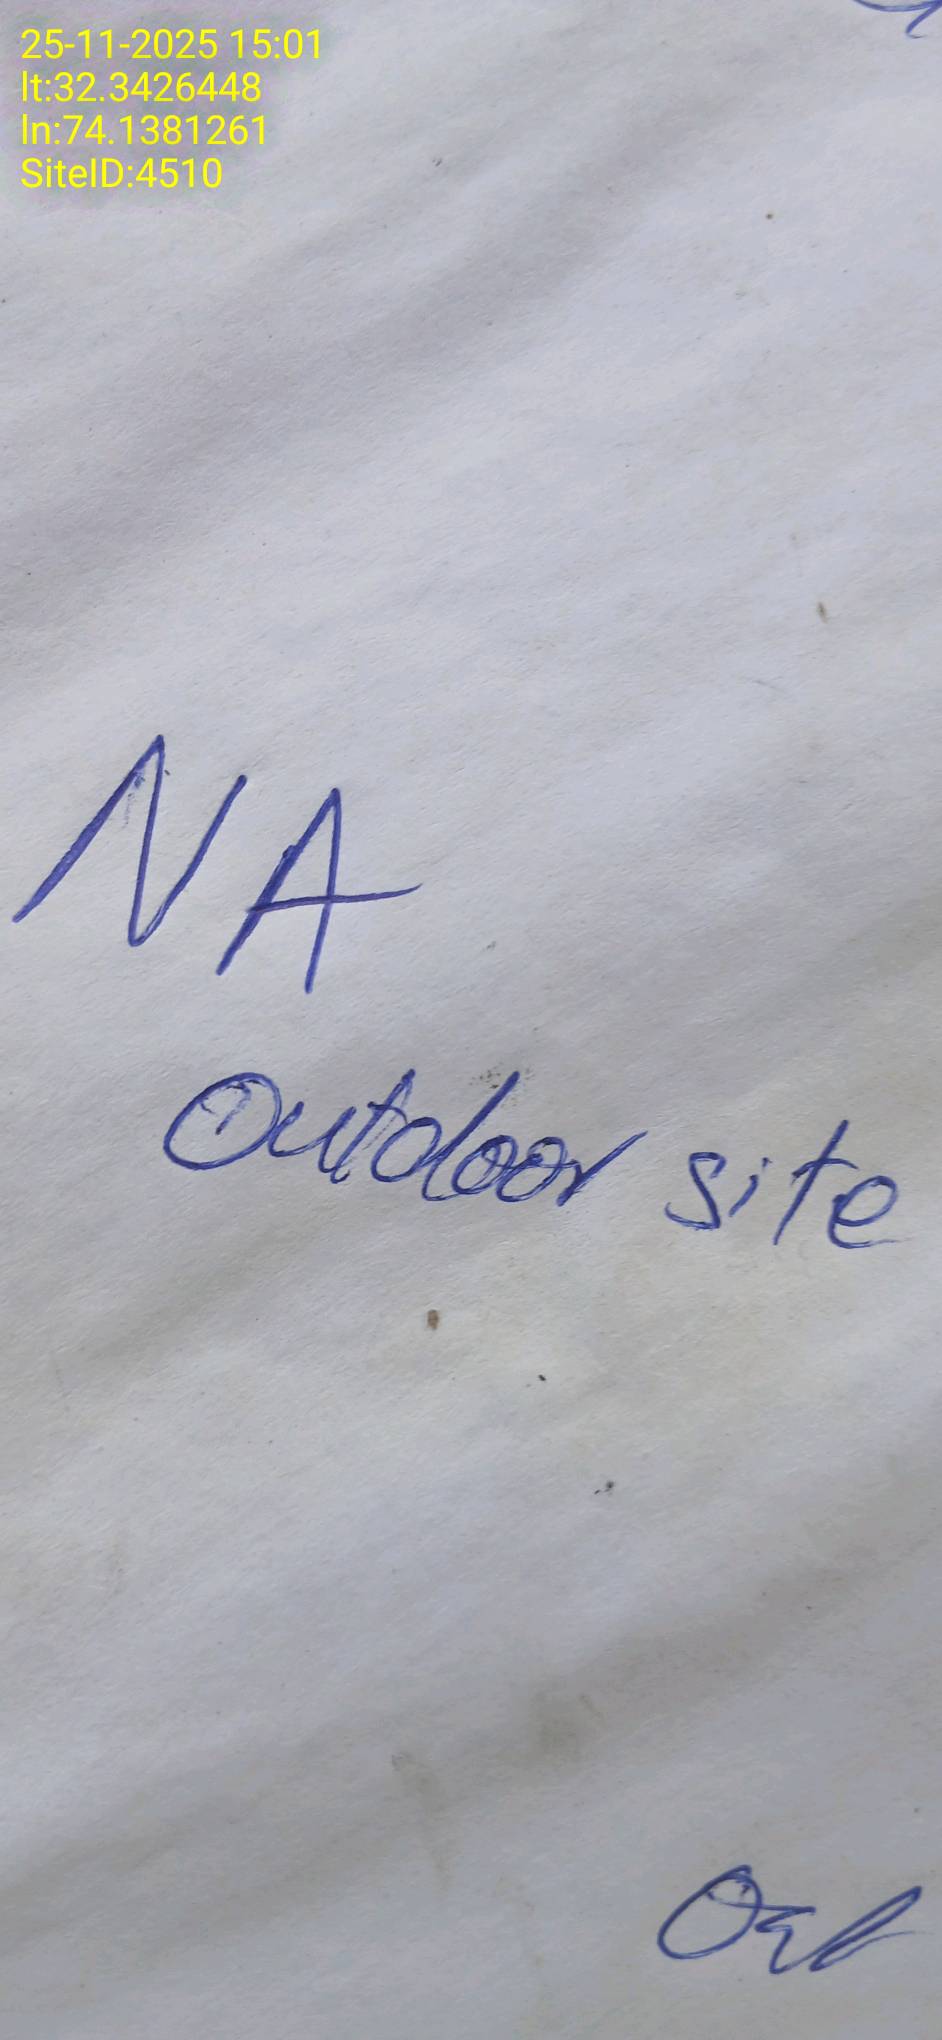 25-11-2025 15:01
lt:32.3426448
ln:74.1381261
SiteID:4510
NA
Outdoor site